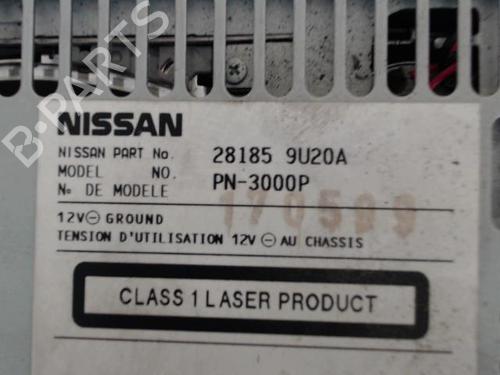 B-PARTS
NISSAN
NISSAN PART No. 28185 9U20A
MODEL NO. PN-3000P
No DE MODELE
170599
12V⊖ GROUND
TENSION D'UTILISATION 12V ⊖ AU CHASSIS
CLASS 1 LASER PRODUCT